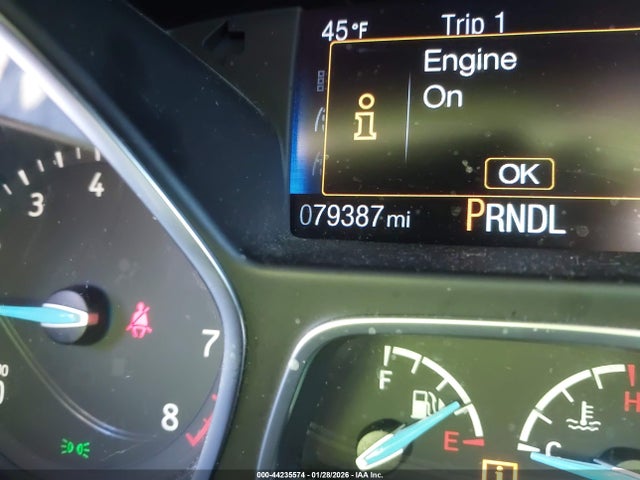 45°F Trip 1
Engine
On
i
OK
079387 mi PRNDL
3 4
7
8
F
E
H
C
i
000-44235574 | 01/28/2026 - IAA Inc.